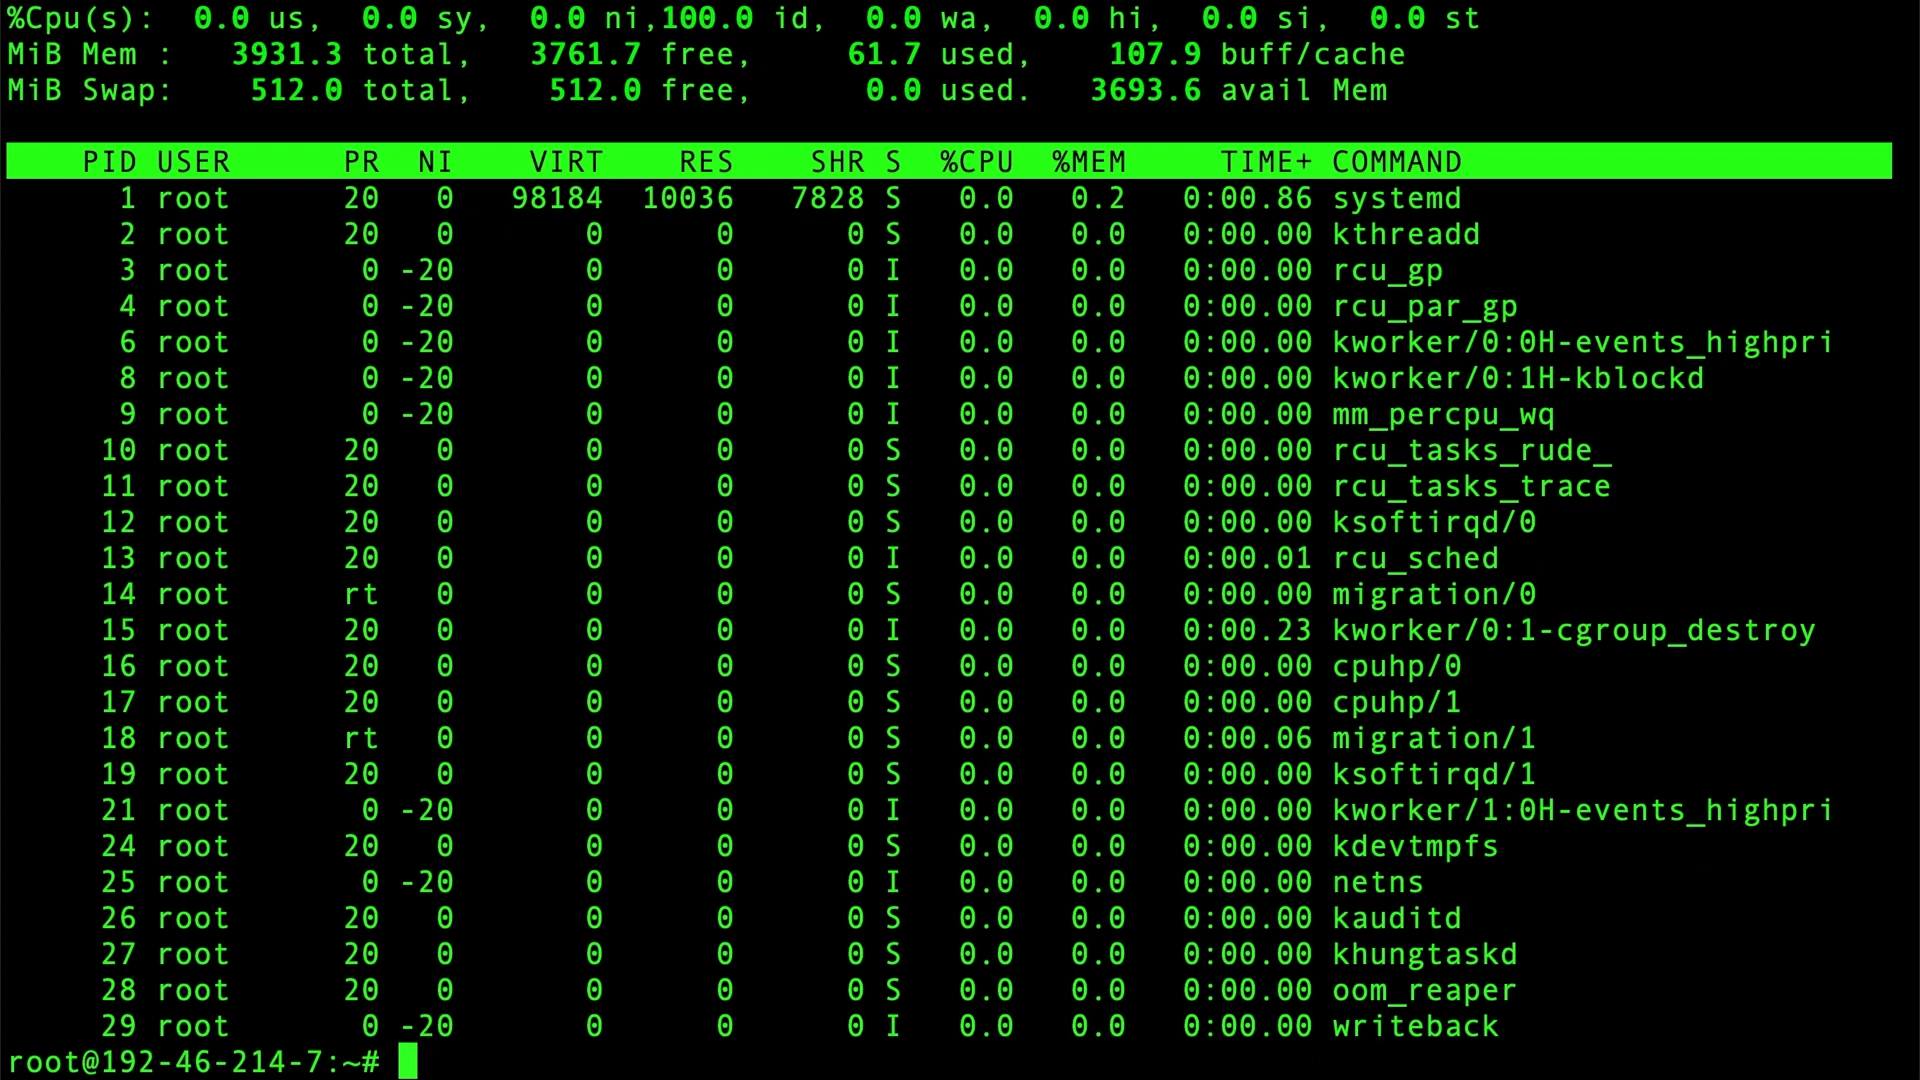 %Cpu(s):  0.0 us,  0.0 sy,  0.0 ni,100.0 id,  0.0 wa,  0.0 hi,  0.0 si,  0.0 st
MiB Mem :   3931.3 total,   3761.7 free,     61.7 used,    107.9 buff/cache
MiB Swap:    512.0 total,    512.0 free,      0.0 used.   3693.6 avail Mem
    PID USER      PR  NI    VIRT    RES    SHR S  %CPU  %MEM     TIME+ COMMAND
      1 root      20   0   98184  10036   7828 S   0.0   0.2   0:00.86 systemd
      2 root      20   0       0      0      0 S   0.0   0.0   0:00.00 kthreadd
      3 root       0 -20       0      0      0 I   0.0   0.0   0:00.00 rcu_gp
      4 root       0 -20       0      0      0 I   0.0   0.0   0:00.00 rcu_par_gp
      6 root       0 -20       0      0      0 I   0.0   0.0   0:00.00 kworker/0:0H-events_highpri
      8 root       0 -20       0      0      0 I   0.0   0.0   0:00.00 kworker/0:1H-kblockd
      9 root       0 -20       0      0      0 I   0.0   0.0   0:00.00 mm_percpu_wq
     10 root      20   0       0      0      0 S   0.0   0.0   0:00.00 rcu_tasks_rude_
     11 root      20   0       0      0      0 S   0.0   0.0   0:00.00 rcu_tasks_trace
     12 root      20   0       0      0      0 S   0.0   0.0   0:00.00 ksoftirqd/0
     13 root      20   0       0      0      0 I   0.0   0.0   0:00.01 rcu_sched
     14 root      rt   0       0      0      0 S   0.0   0.0   0:00.00 migration/0
     15 root      20   0       0      0      0 I   0.0   0.0   0:00.23 kworker/0:1-cgroup_destroy
     16 root      20   0       0      0      0 S   0.0   0.0   0:00.00 cpuhp/0
     17 root      20   0       0      0      0 S   0.0   0.0   0:00.00 cpuhp/1
     18 root      rt   0       0      0      0 S   0.0   0.0   0:00.06 migration/1
     19 root      20   0       0      0      0 S   0.0   0.0   0:00.00 ksoftirqd/1
     21 root       0 -20       0      0      0 I   0.0   0.0   0:00.00 kworker/1:0H-events_highpri
     24 root      20   0       0      0      0 S   0.0   0.0   0:00.00 kdevtmpfs
     25 root       0 -20       0      0      0 I   0.0   0.0   0:00.00 netns
     26 root      20   0       0      0      0 S   0.0   0.0   0:00.00 kauditd
     27 root      20   0       0      0      0 S   0.0   0.0   0:00.00 khungtaskd
     28 root      20   0       0      0      0 S   0.0   0.0   0:00.00 oom_reaper
     29 root       0 -20       0      0      0 I   0.0   0.0   0:00.00 writeback
root@192-46-214-7:~#